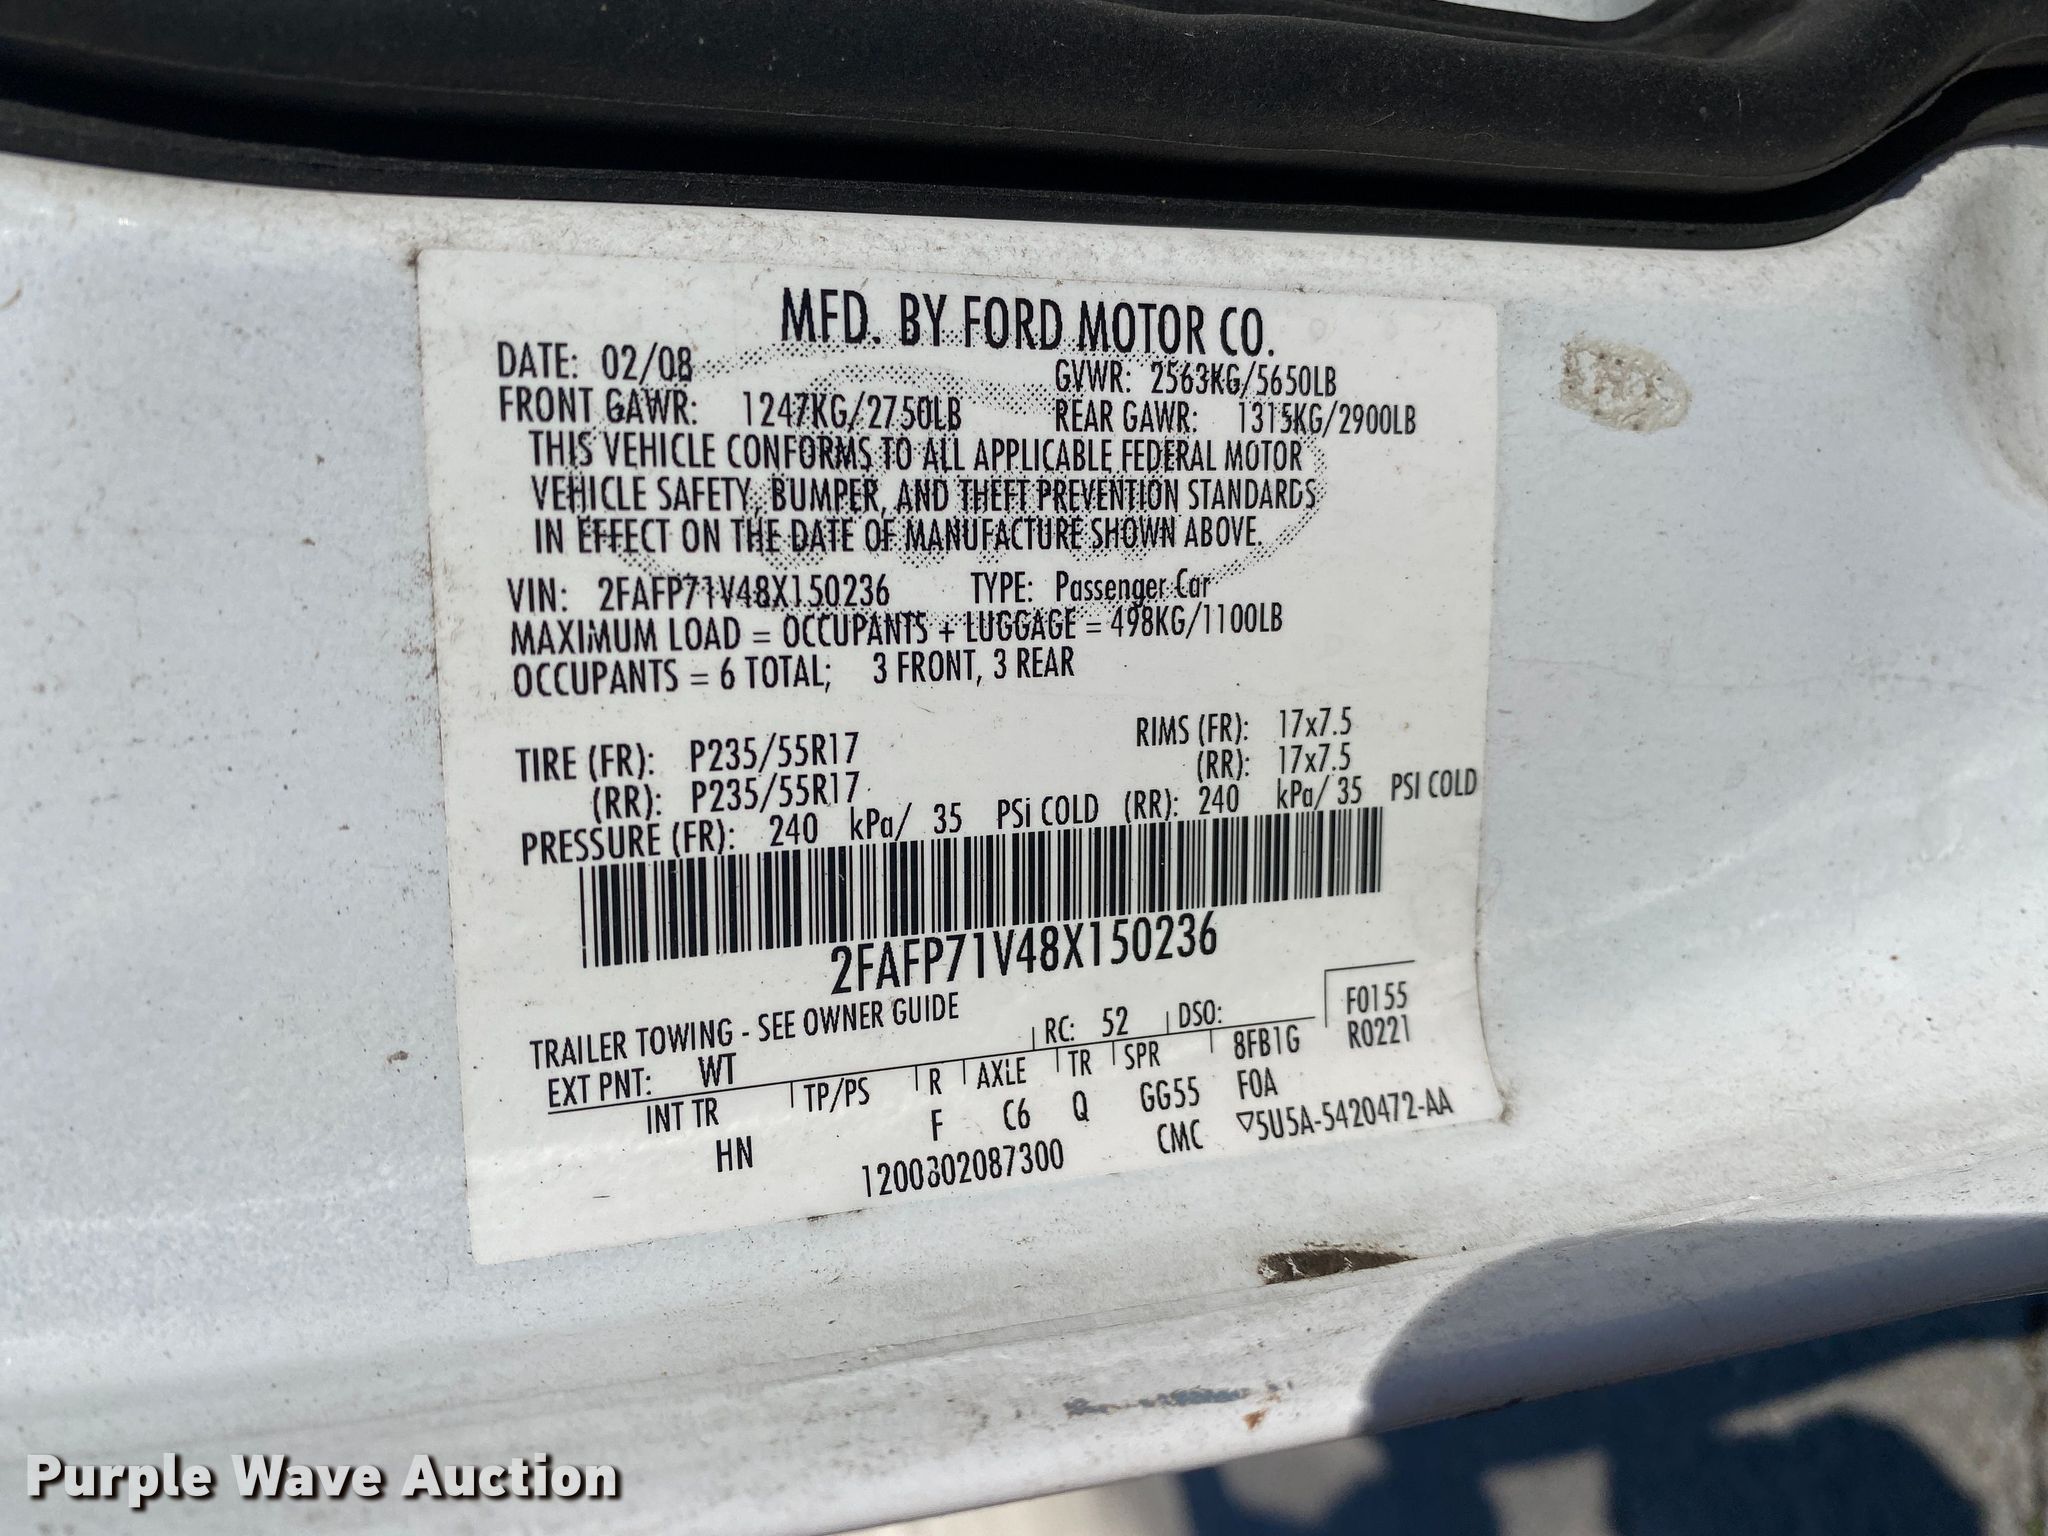 MFD. BY FORD MOTOR CO.
DATE: 02/08 GVWR: 2563KG/5650LB
FRONT GAWR: 1247KG/2750LB REAR GAWR: 1315KG/2900LB
THIS VEHICLE CONFORMS TO ALL APPLICABLE FEDERAL MOTOR
VEHICLE SAFETY, BUMPER, AND THEFT PREVENTION STANDARDS
IN EFFECT ON THE DATE OF MANUFACTURE SHOWN ABOVE.
VIN: 2FAFP71V48X150236 TYPE: Passenger Car
MAXIMUM LOAD = OCCUPANTS + LUGGAGE = 498KG/1100LB
OCCUPANTS = 6 TOTAL; 3 FRONT, 3 REAR
TIRE (FR): P235/55R17 RIMS (FR): 17x7.5
(RR): P235/55R17 (RR): 17x7.5
PRESSURE (FR): 240 kPa/ 35 PSi COLD (RR): 240 kPa/ 35 PSI COLD
2FAFP71V48X150236
TRAILER TOWING - SEE OWNER GUIDE
EXT PNT: WT RC: 52 DSO: F0155
INT TR TP/PS R AXLE TR SPR 8FB1G R0221
HN F C6 Q GG55 F0A
1200802087300 CMC ▽5U5A-5420472-AA
Purple Wave Auction